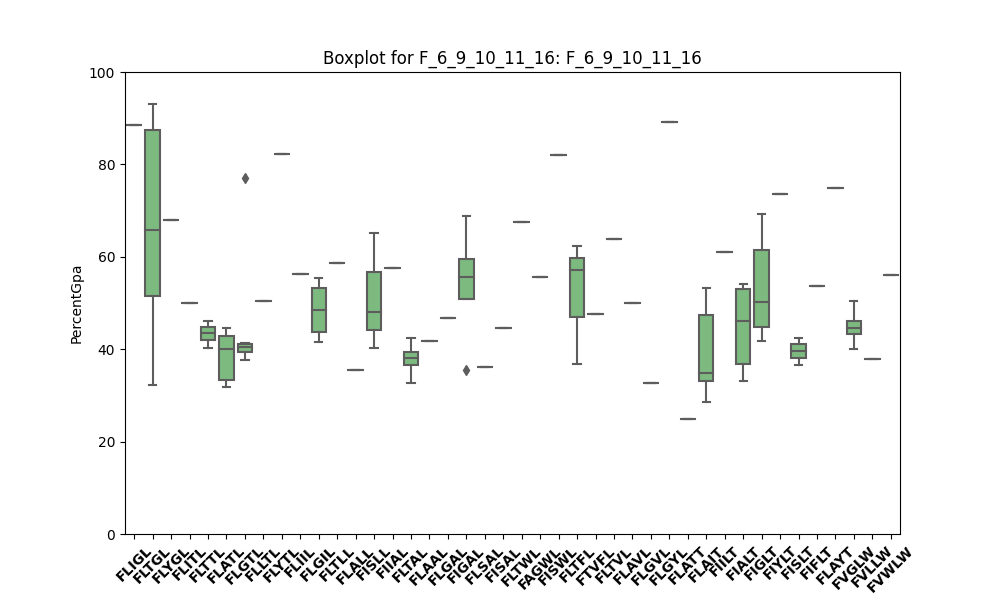 Boxplot for F_6_9_10_11_16: F_6_9_10_11_16
PercentGpa
100
80
60
40
20
0
FLIGL
FLTGL
FLYGL
FLITL
FLTTL
FLATL
FLGTL
FLLTL
FLYTL
FLIIL
FLGIL
FLTLL
FLALL
FISLL
FIIAL
FLTAL
FLAAL
FLGAL
FIGAL
FLSAL
FISAL
FLTWL
FAGWL
FISWL
FLTFL
FTVFL
FLTVL
FLAVL
FLGVL
FLGYL
FLATT
FLAIT
FIILT
FIALT
FIGLT
FIYLT
FISLT
FIFLT
FLAYT
FVGLW
FVLLW
FVWLW